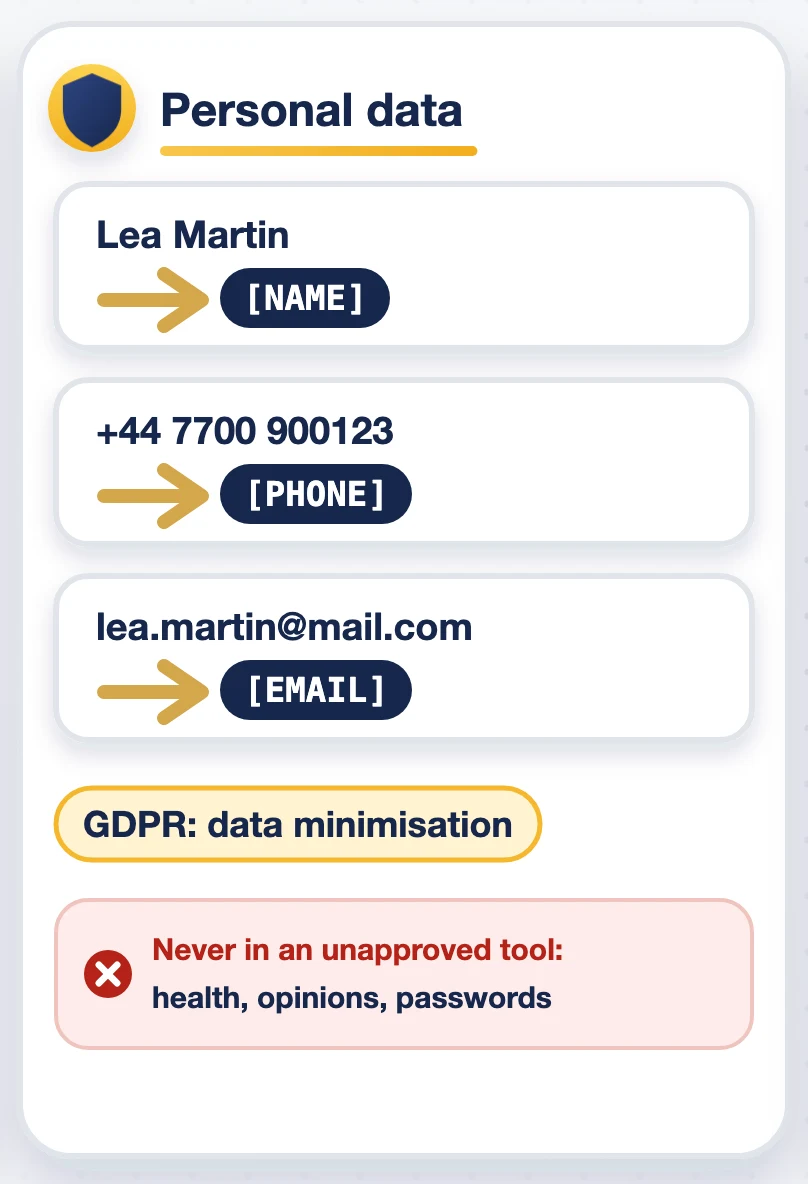 Personal data
Lea Martin
[NAME]
+44 7700 900123
[PHONE]
lea.martin@mail.com
[EMAIL]
GDPR: data minimisation
Never in an unapproved tool:
health, opinions, passwords